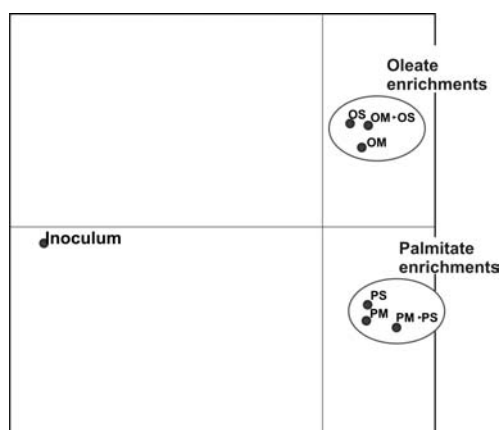 Oleate
enrichments
OS
OM+OS
OM
Inoculum
Palmitate
enrichments
PS
PM
PM+PS